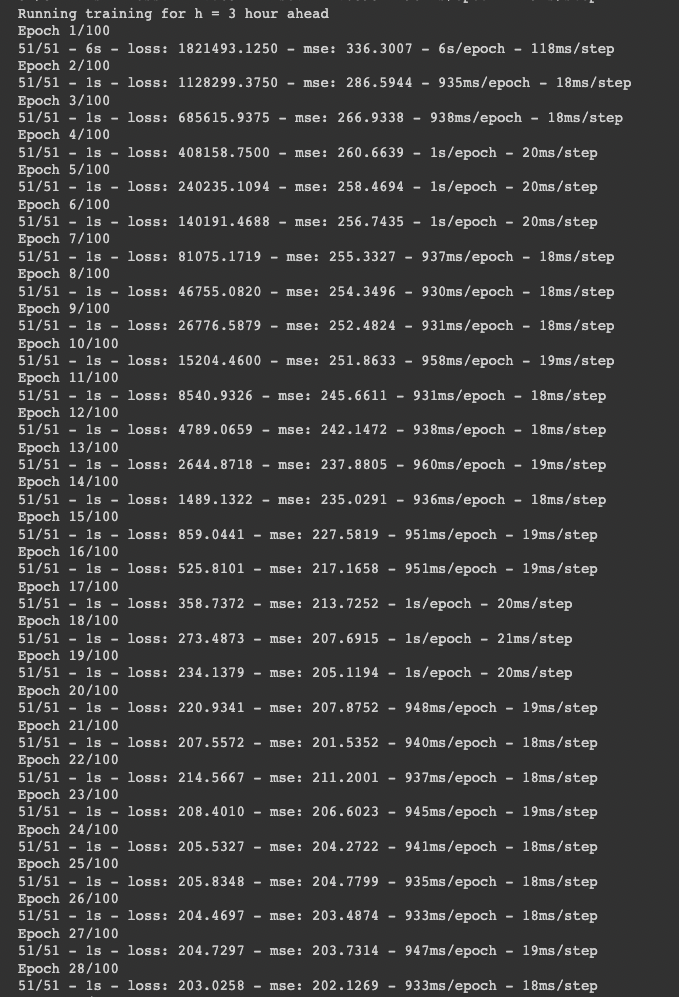 Running training for h = 3 hour ahead
Epoch 1/100
51/51 - 6s - loss: 1821493.1250 - mse: 336.3007 - 6s/epoch - 118ms/step
Epoch 2/100
51/51 - 1s - loss: 1128299.3750 - mse: 286.5944 - 935ms/epoch - 18ms/step
Epoch 3/100
51/51 - 1s - loss: 685615.9375 - mse: 266.9338 - 938ms/epoch - 18ms/step
Epoch 4/100
51/51 - 1s - loss: 408158.7500 - mse: 260.6639 - 1s/epoch - 20ms/step
Epoch 5/100
51/51 - 1s - loss: 240235.1094 - mse: 258.4694 - 1s/epoch - 20ms/step
Epoch 6/100
51/51 - 1s - loss: 140191.4688 - mse: 256.7435 - 1s/epoch - 20ms/step
Epoch 7/100
51/51 - 1s - loss: 81075.1719 - mse: 255.3327 - 937ms/epoch - 18ms/step
Epoch 8/100
51/51 - 1s - loss: 46755.0820 - mse: 254.3496 - 930ms/epoch - 18ms/step
Epoch 9/100
51/51 - 1s - loss: 26776.5879 - mse: 252.4824 - 931ms/epoch - 18ms/step
Epoch 10/100
51/51 - 1s - loss: 15204.4600 - mse: 251.8633 - 958ms/epoch - 19ms/step
Epoch 11/100
51/51 - 1s - loss: 8540.9326 - mse: 245.6611 - 931ms/epoch - 18ms/step
Epoch 12/100
51/51 - 1s - loss: 4789.0659 - mse: 242.1472 - 938ms/epoch - 18ms/step
Epoch 13/100
51/51 - 1s - loss: 2644.8718 - mse: 237.8805 - 960ms/epoch - 19ms/step
Epoch 14/100
51/51 - 1s - loss: 1489.1322 - mse: 235.0291 - 936ms/epoch - 18ms/step
Epoch 15/100
51/51 - 1s - loss: 859.0441 - mse: 227.5819 - 951ms/epoch - 19ms/step
Epoch 16/100
51/51 - 1s - loss: 525.8101 - mse: 217.1658 - 951ms/epoch - 19ms/step
Epoch 17/100
51/51 - 1s - loss: 358.7372 - mse: 213.7252 - 1s/epoch - 20ms/step
Epoch 18/100
51/51 - 1s - loss: 273.4873 - mse: 207.6915 - 1s/epoch - 21ms/step
Epoch 19/100
51/51 - 1s - loss: 234.1379 - mse: 205.1194 - 1s/epoch - 20ms/step
Epoch 20/100
51/51 - 1s - loss: 220.9341 - mse: 207.8752 - 948ms/epoch - 19ms/step
Epoch 21/100
51/51 - 1s - loss: 207.5572 - mse: 201.5352 - 940ms/epoch - 18ms/step
Epoch 22/100
51/51 - 1s - loss: 214.5667 - mse: 211.2001 - 937ms/epoch - 18ms/step
Epoch 23/100
51/51 - 1s - loss: 208.4010 - mse: 206.6023 - 945ms/epoch - 19ms/step
Epoch 24/100
51/51 - 1s - loss: 205.5327 - mse: 204.2722 - 941ms/epoch - 18ms/step
Epoch 25/100
51/51 - 1s - loss: 205.8348 - mse: 204.7799 - 935ms/epoch - 18ms/step
Epoch 26/100
51/51 - 1s - loss: 204.4697 - mse: 203.4874 - 933ms/epoch - 18ms/step
Epoch 27/100
51/51 - 1s - loss: 204.7297 - mse: 203.7314 - 947ms/epoch - 19ms/step
Epoch 28/100
51/51 - 1s - loss: 203.0258 - mse: 202.1269 - 933ms/epoch - 18ms/step